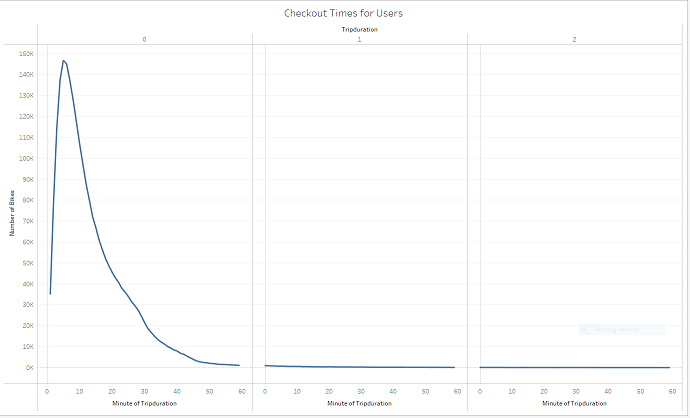 Checkout Times for Users
Tripduration
0 1 2
150K
140K
130K
120K
110K
100K
90K
80K
70K
60K
50K
40K
30K
20K
10K
0K
Number of Bikes
0 10 20 30 40 50 60 0 10 20 30 40 50 60 0 10 20 30 40 50 60
Minute of Tripduration Minute of Tripduration Minute of Tripduration